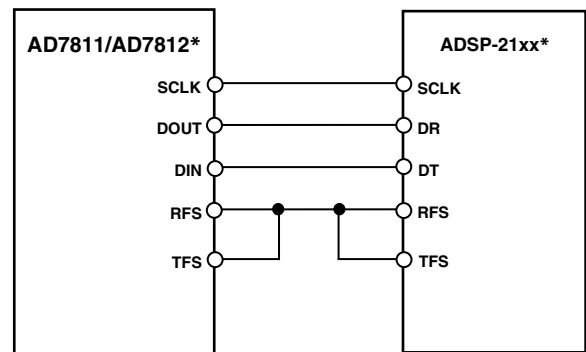 AD7811/AD7812*
ADSP-21xx*
SCLK
SCLK
DOUT
DR
DIN
DT
RFS
RFS
TFS
TFS